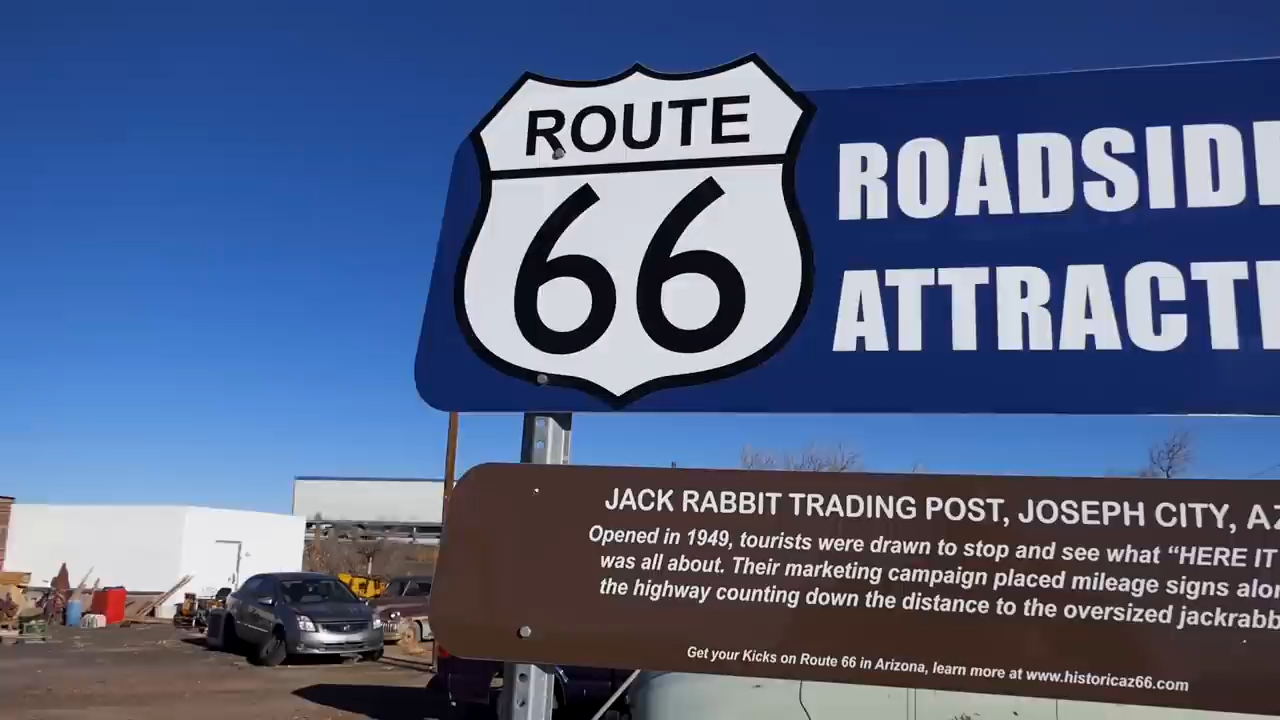 ROUTE
66
ROADSID
ATTRACT
JACK RABBIT TRADING POST, JOSEPH CITY, AZ
Opened in 1949, tourists were drawn to stop and see what “HERE IT
was all about. Their marketing campaign placed mileage signs alon
the highway counting down the distance to the oversized jackrabb
Get your Kicks on Route 66 in Arizona, learn more at www.historicaz66.com